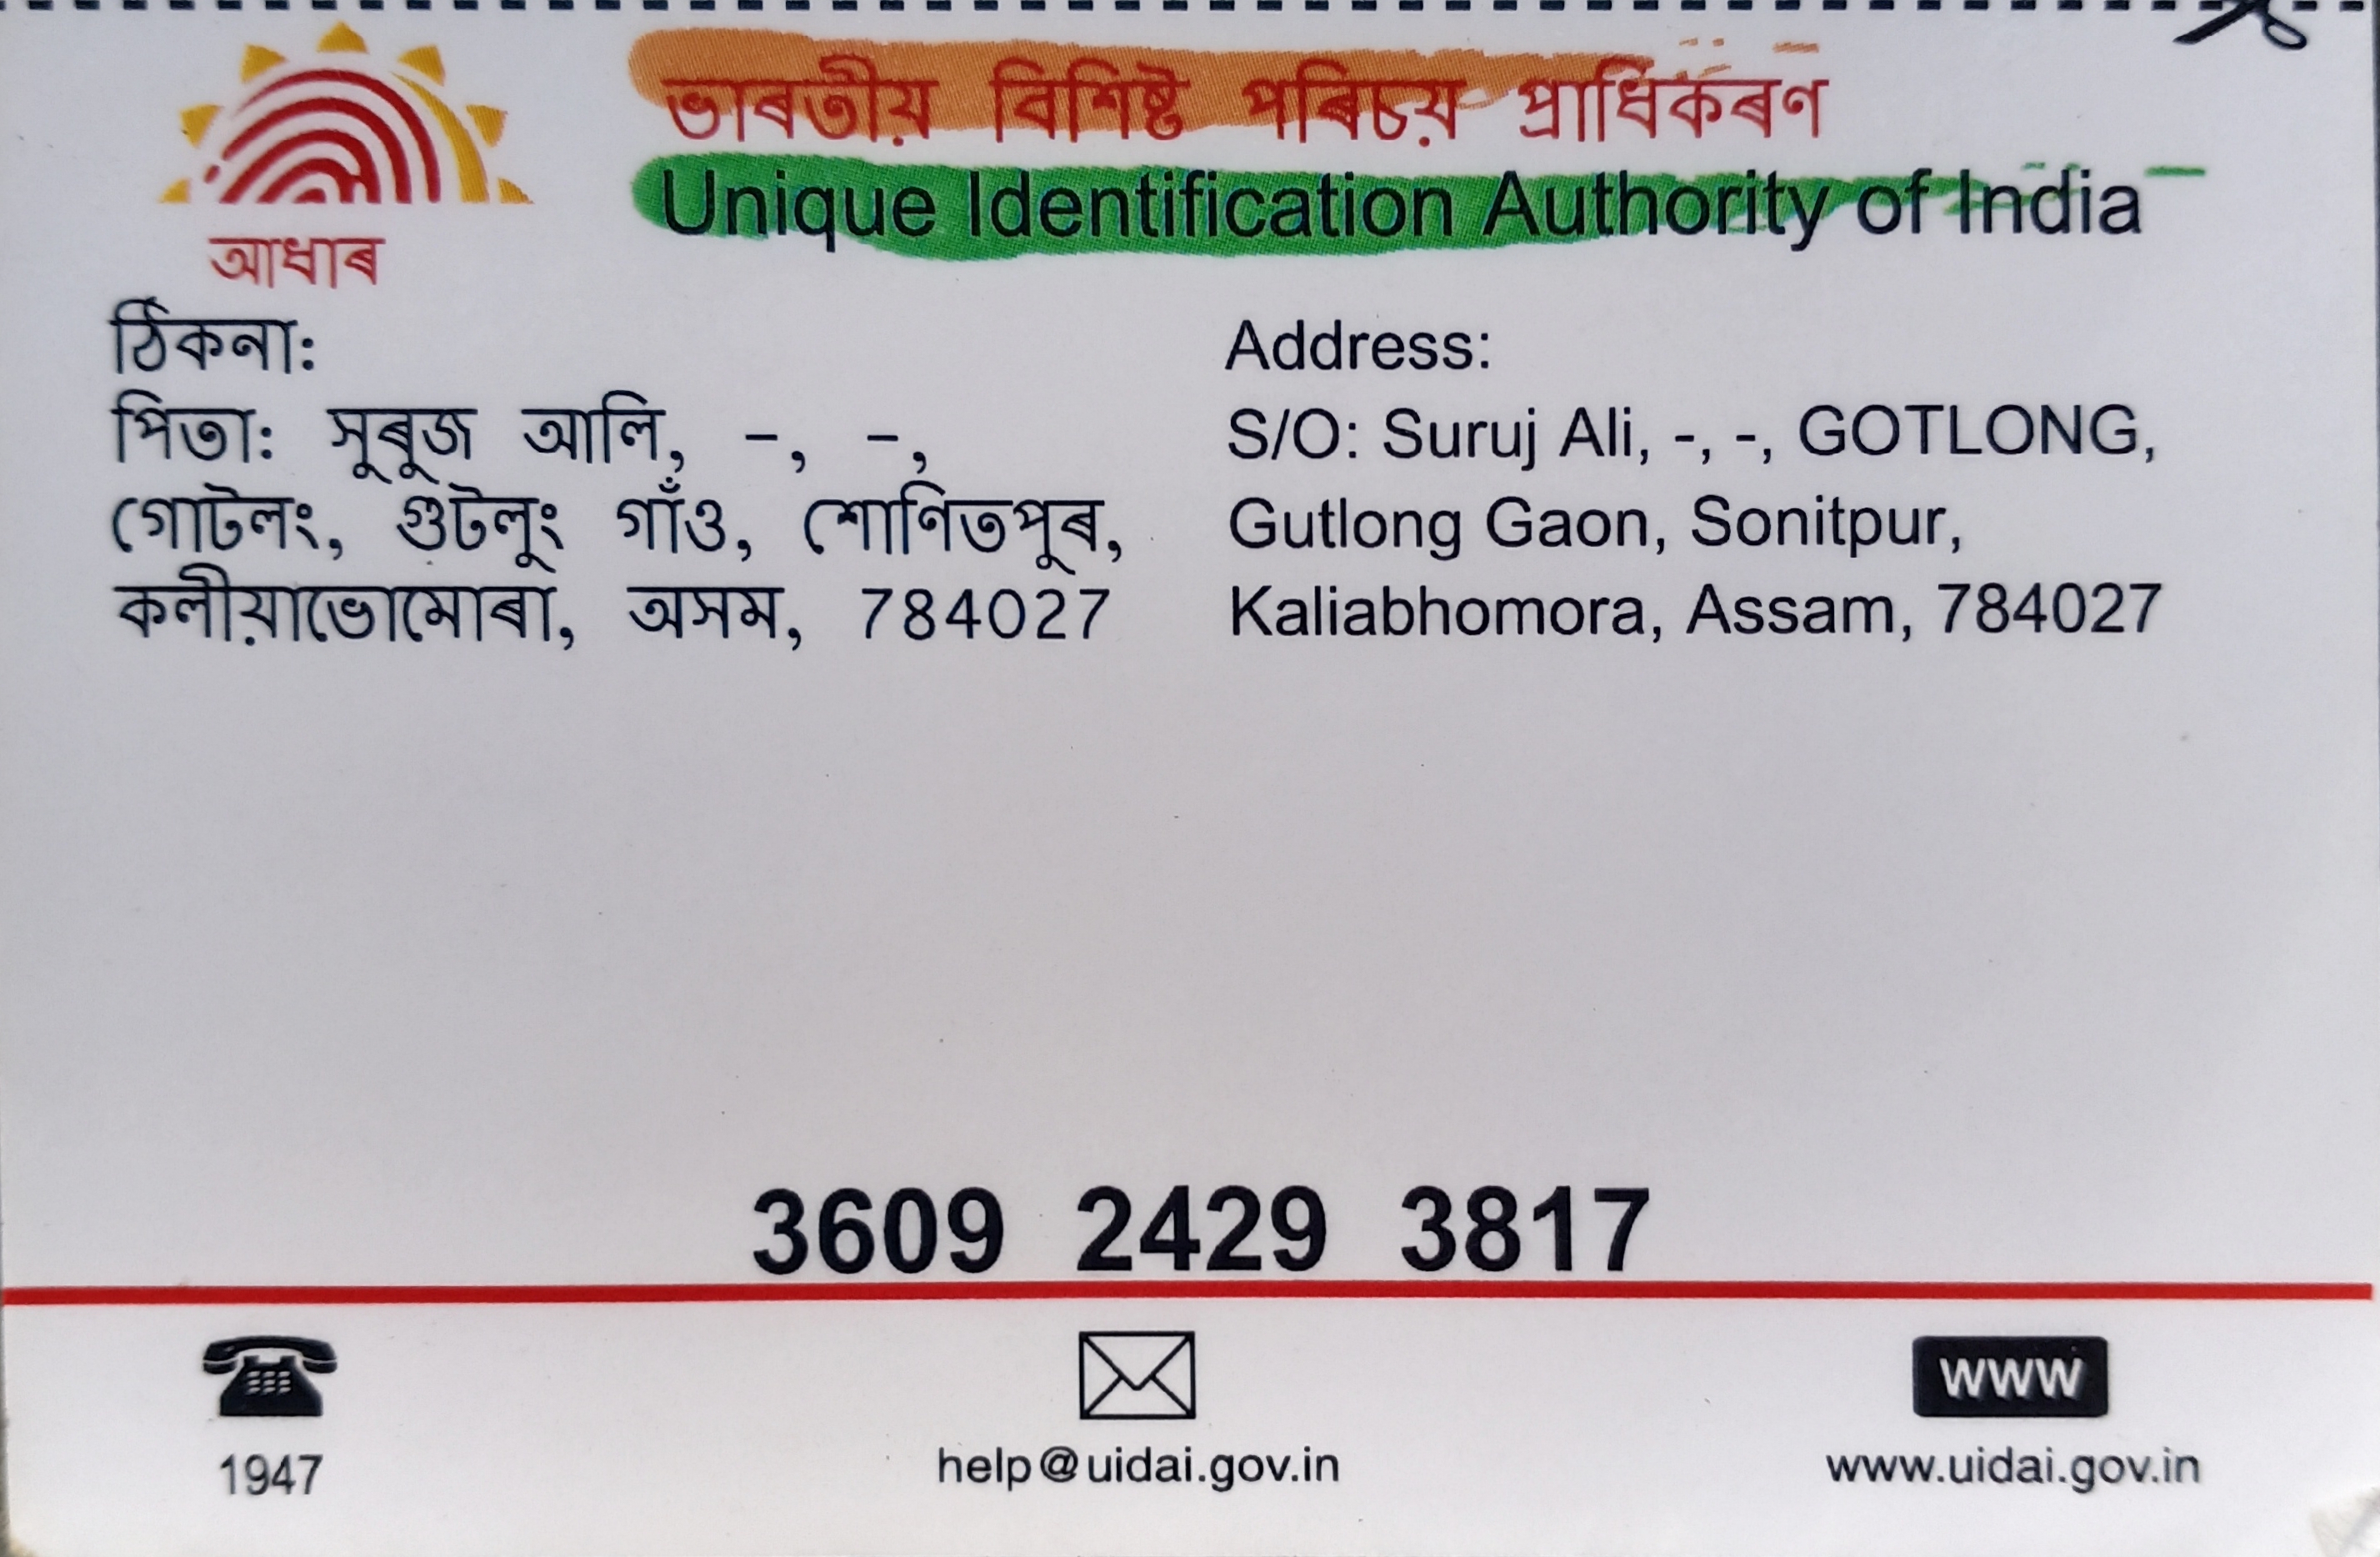 ভাৰতীয় বিশিষ্ট পৰিচয় প্ৰাধিকৰণ
Unique Identification Authority of India
আধাৰ
ঠিকনা:
পিতা: সুৰুজ আলি, -, -,
গোটলং, গুটলুং গাঁও, শোণিতপুৰ,
কলীয়াভোমোৰা, অসম, 784027
Address:
S/O: Suruj Ali, -, -, GOTLONG,
Gutlong Gaon, Sonitpur,
Kaliabhomora, Assam, 784027
3609 2429 3817
1947
help@uidai.gov.in
www
www.uidai.gov.in